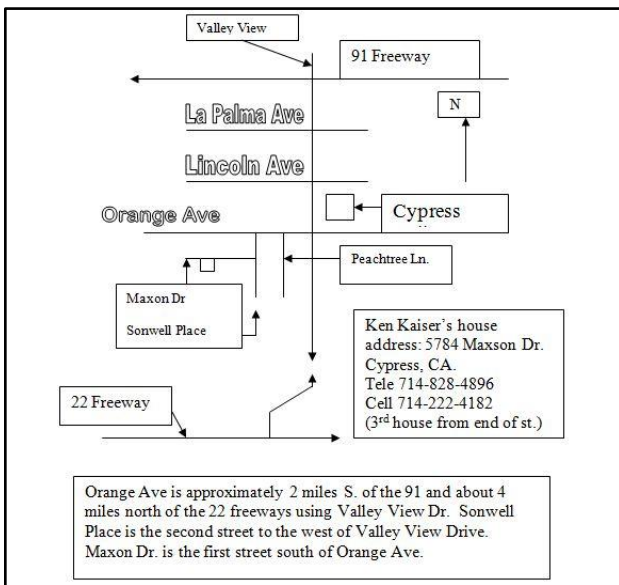 Valley View
91 Freeway
La Palma Ave
N
Lincoln Ave
Orange Ave
Cypress
Peachtree Ln.
Maxon Dr
Sonwell Place
Ken Kaiser's house
address: 5784 Maxson Dr.
Cypress, CA.
Tele 714-828-4896
Cell 714-222-4182
(3rd house from end of st.)
22 Freeway
Orange Ave is approximately 2 miles S. of the 91 and about 4
miles north of the 22 freeways using Valley View Dr. Sonwell
Place is the second street to the west of Valley View Drive.
Maxon Dr. is the first street south of Orange Ave.